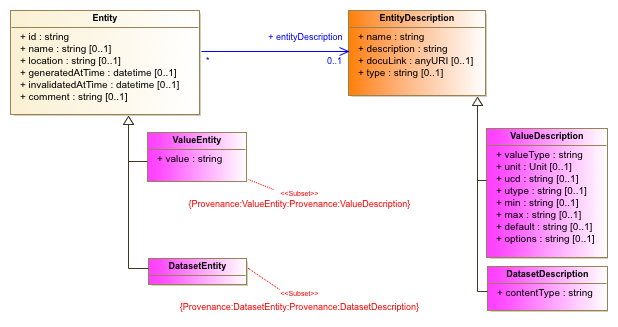 Entity
+ id : string
+ name : string [0..1]
+ location : string [0..1]
+ generatedAtTime : datetime [0..1]
+ invalidatedAtTime : datetime [0..1]
+ comment : string [0..1]
+ entityDescription
*
0..1
EntityDescription
+ name : string
+ description : string
+ docuLink : anyURI [0..1]
+ type : string [0..1]
ValueEntity
+ value : string
<<Subset>>
{Provenance:ValueEntity:Provenance:ValueDescription}
ValueDescription
+ valueType : string
+ unit : Unit [0..1]
+ ucd : string [0..1]
+ utype : string [0..1]
+ min : string [0..1]
+ max : string [0..1]
+ default : string [0..1]
+ options : string [0..1]
DatasetEntity
<<Subset>>
{Provenance:DatasetEntity:Provenance:DatasetDescription}
DatasetDescription
+ contentType : string